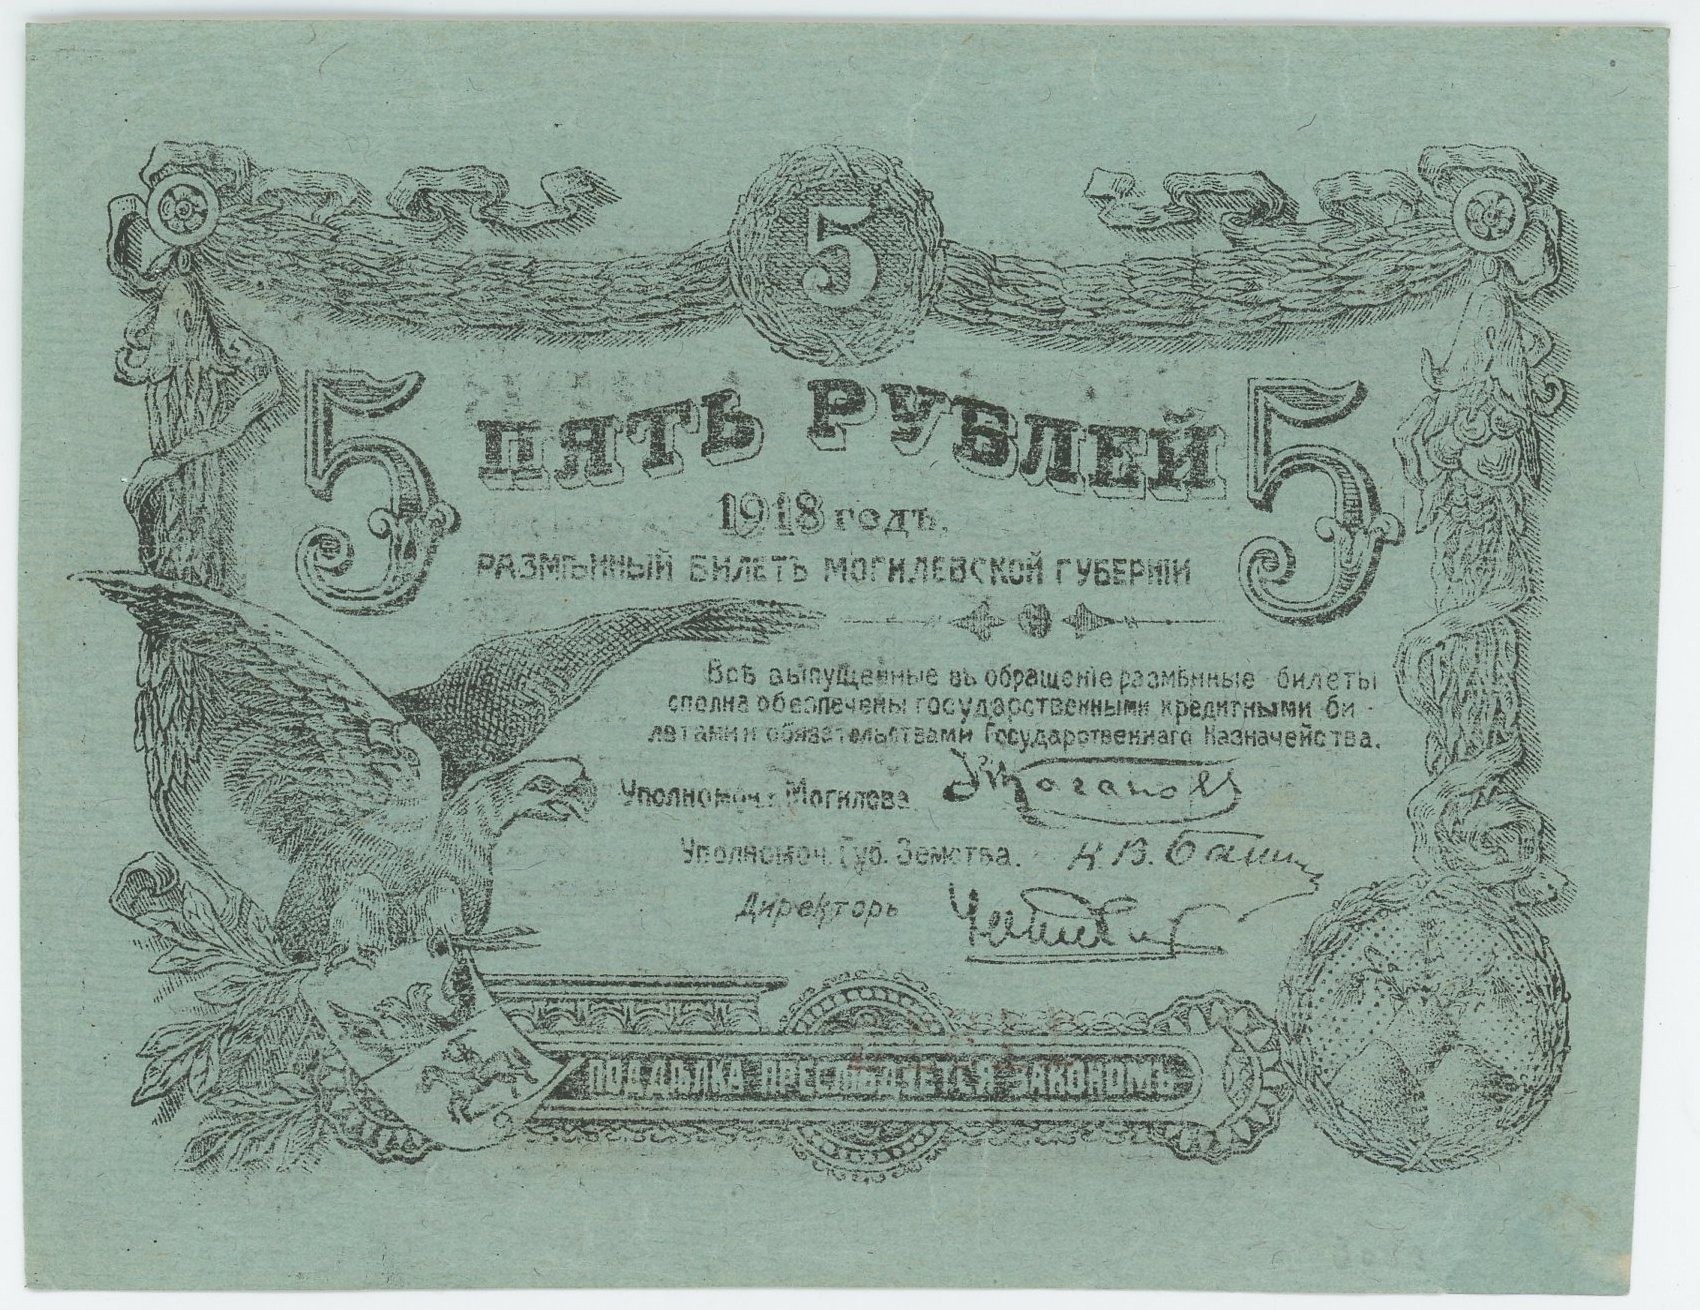 5
5 ПЯТЬ РУБЛЕЙ 5
1918 годъ.
РАЗМѢННЫЙ БИЛЕТЪ МОГИЛЕВСКОЙ ГУБЕРНІИ
Всѣ выпущенные въ обращеніе размѣнные билеты
сполна обезпечены государственными кредитными би-
летами и обязательствами Государственнаго Казначейства.
Уполномоч. г. Могилева
Уполномоч. Губ. Земства. К В.
Директоръ
ПОДДѢЛКА ПРЕСЛѢДУЕТСЯ ЗАКОНОМЪ